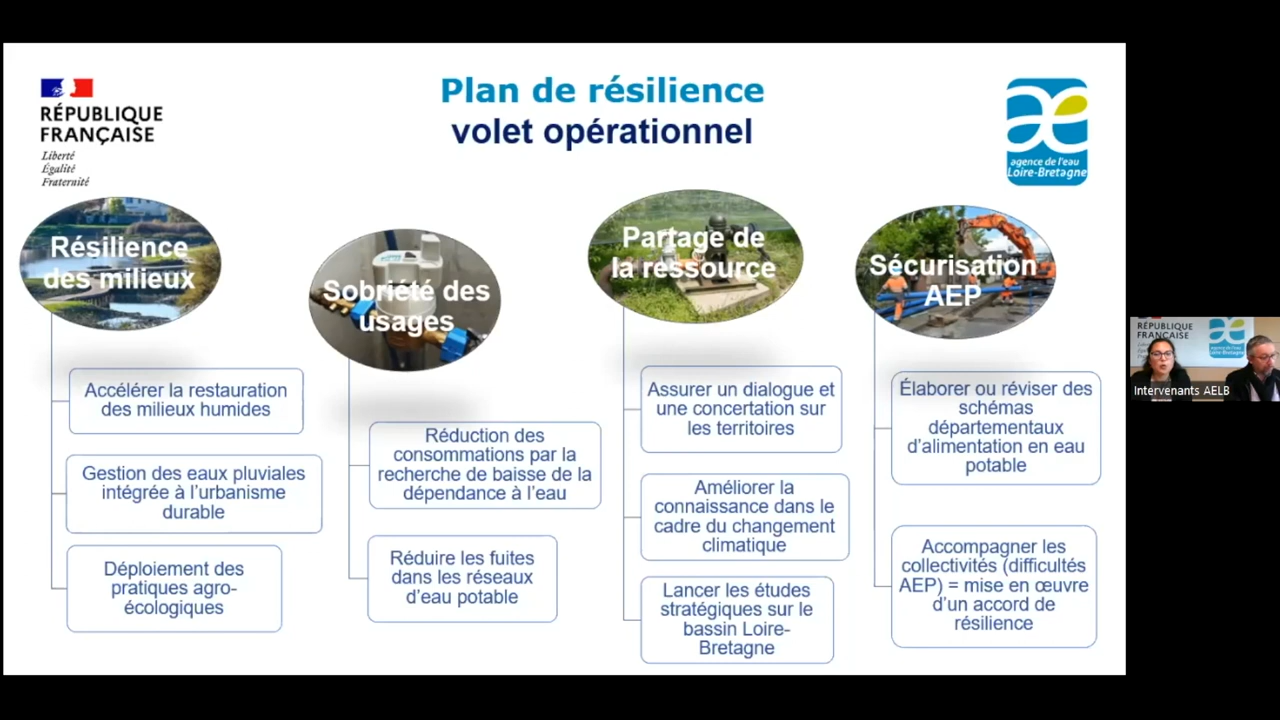 RÉPUBLIQUE
FRANÇAISE
Liberté
Égalité
Fraternité
Plan de résilience
volet opérationnel
agence de l'eau
Loire-Bretagne
Résilience
des milieux
Accélérer la restauration
des milieux humides
Gestion des eaux pluviales
intégrée à l'urbanisme
durable
Déploiement des
pratiques agro-
écologiques
Sobriété des
usages
Réduction des
consommations par la
recherche de baisse de la
dépendance à l'eau
Réduire les fuites
dans les réseaux
d'eau potable
Partage de
la ressource
Assurer un dialogue et
une concertation sur
les territoires
Améliorer la
connaissance dans le
cadre du changement
climatique
Lancer les études
stratégiques sur le
bassin Loire-
Bretagne
Sécurisation
AEP
Élaborer ou réviser des
schémas
départementaux
d'alimentation en eau
potable
Accompagner les
collectivités (difficultés
AEP) = mise en œuvre
d'un accord de
résilience
RÉPUBLIQUE
FRANÇAISE
agence de l'eau
Loire-Bretagne
Intervenants AELB